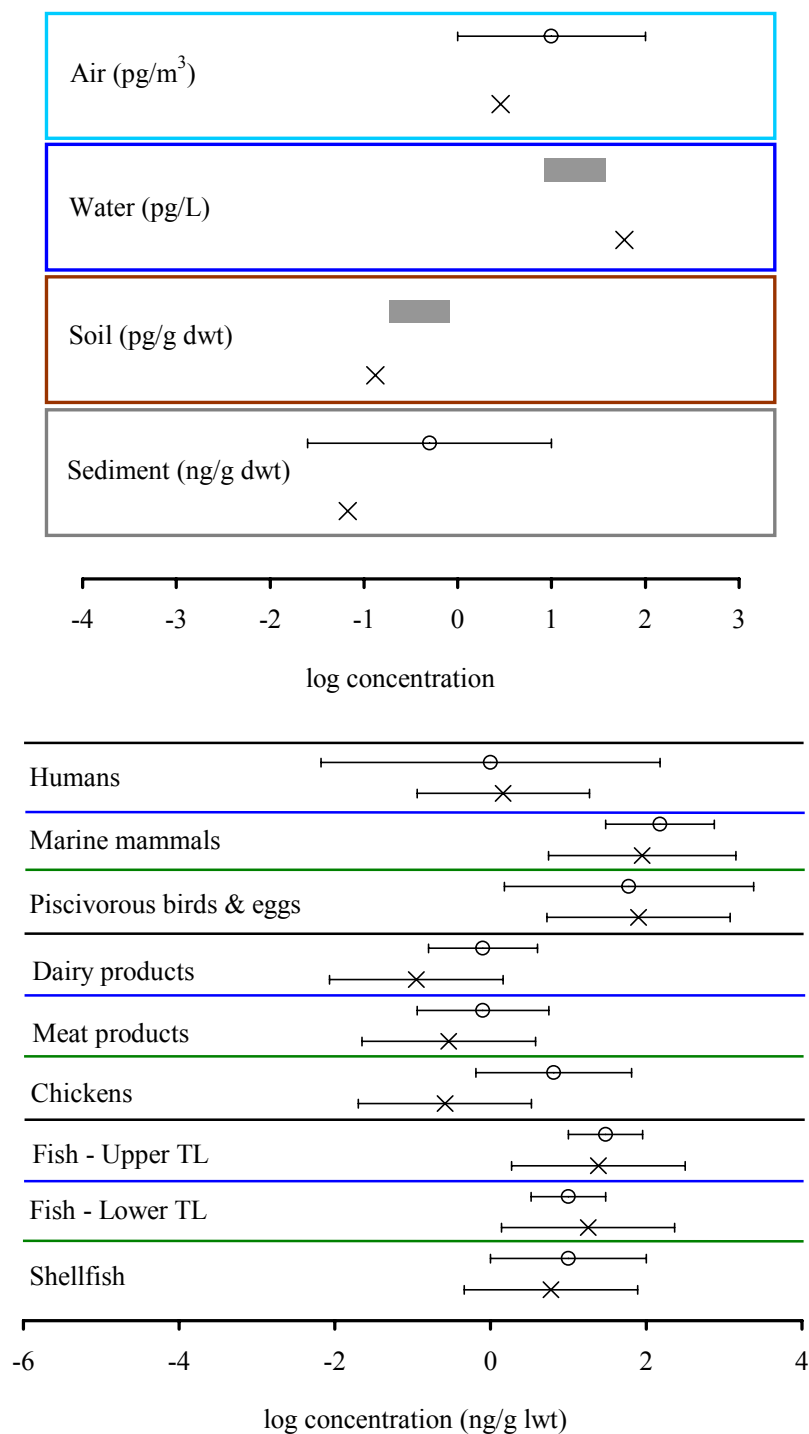 Air (pg/m³)
Water (pg/L)
Soil (pg/g dwt)
Sediment (ng/g dwt)
-4 -3 -2 -1 0 1 2 3
log concentration
Humans
Marine mammals
Piscivorous birds & eggs
Dairy products
Meat products
Chickens
Fish - Upper TL
Fish - Lower TL
Shellfish
-6 -4 -2 0 2 4
log concentration (ng/g lwt)